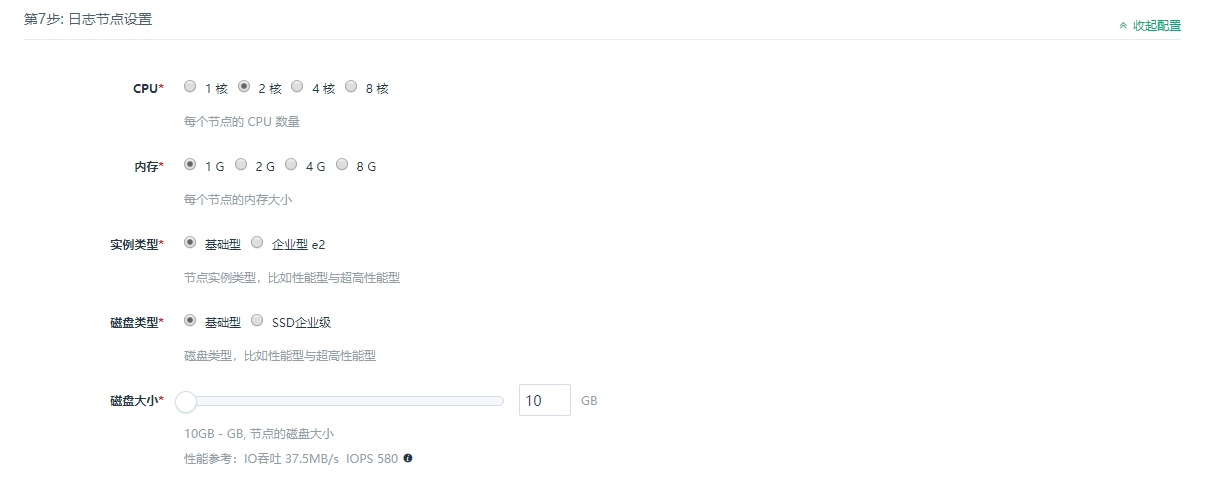 第7步: 日志节点设置
收起配置
CPU* 1 核 2 核 4 核 8 核
每个节点的 CPU 数量
内存* 1 G 2 G 4 G 8 G
每个节点的内存大小
实例类型* 基础型 企业型 e2
节点实例类型，比如性能型与超高性能型
磁盘类型* 基础型 SSD企业级
磁盘类型，比如性能型与超高性能型
磁盘大小* 10 GB
10GB - GB, 节点的磁盘大小
性能参考：IO吞吐 37.5MB/s IOPS 580